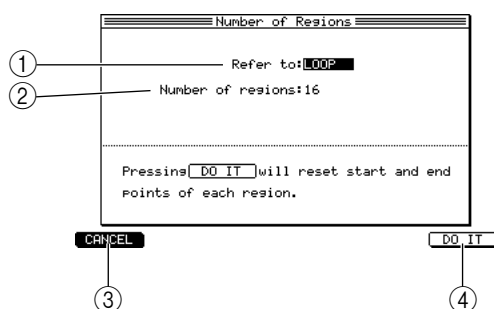 Number of Regions
① Refer to:LOOP
② Number of regions:16
Pressing DO IT will reset start and end
points of each region.
CANCEL DO IT
③ ④